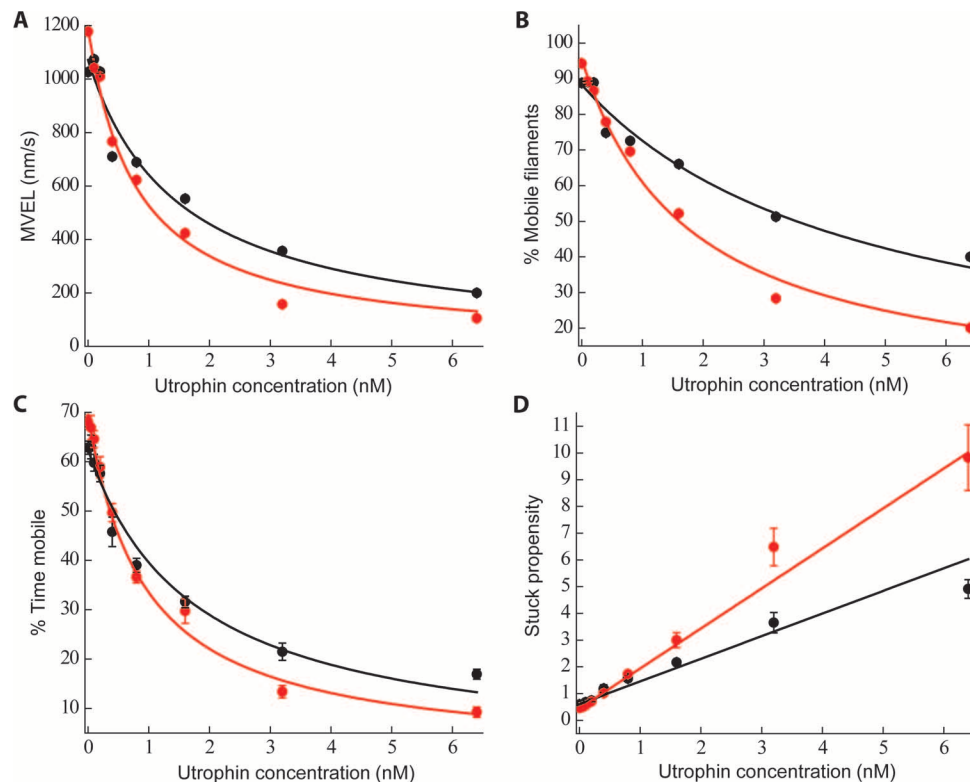 A
1200
1000
800
600
400
200
0
MVEL (nm/s)
0 1 2 3 4 5 6
Utrophin concentration (nM)
B
100
90
80
70
60
50
40
30
20
% Mobile filaments
0 1 2 3 4 5 6
Utrophin concentration (nM)
C
70
60
50
40
30
20
10
% Time mobile
0 1 2 3 4 5 6
Utrophin concentration (nM)
D
11
10
9
8
7
6
5
4
3
2
1
0
Stuck propensity
0 1 2 3 4 5 6
Utrophin concentration (nM)